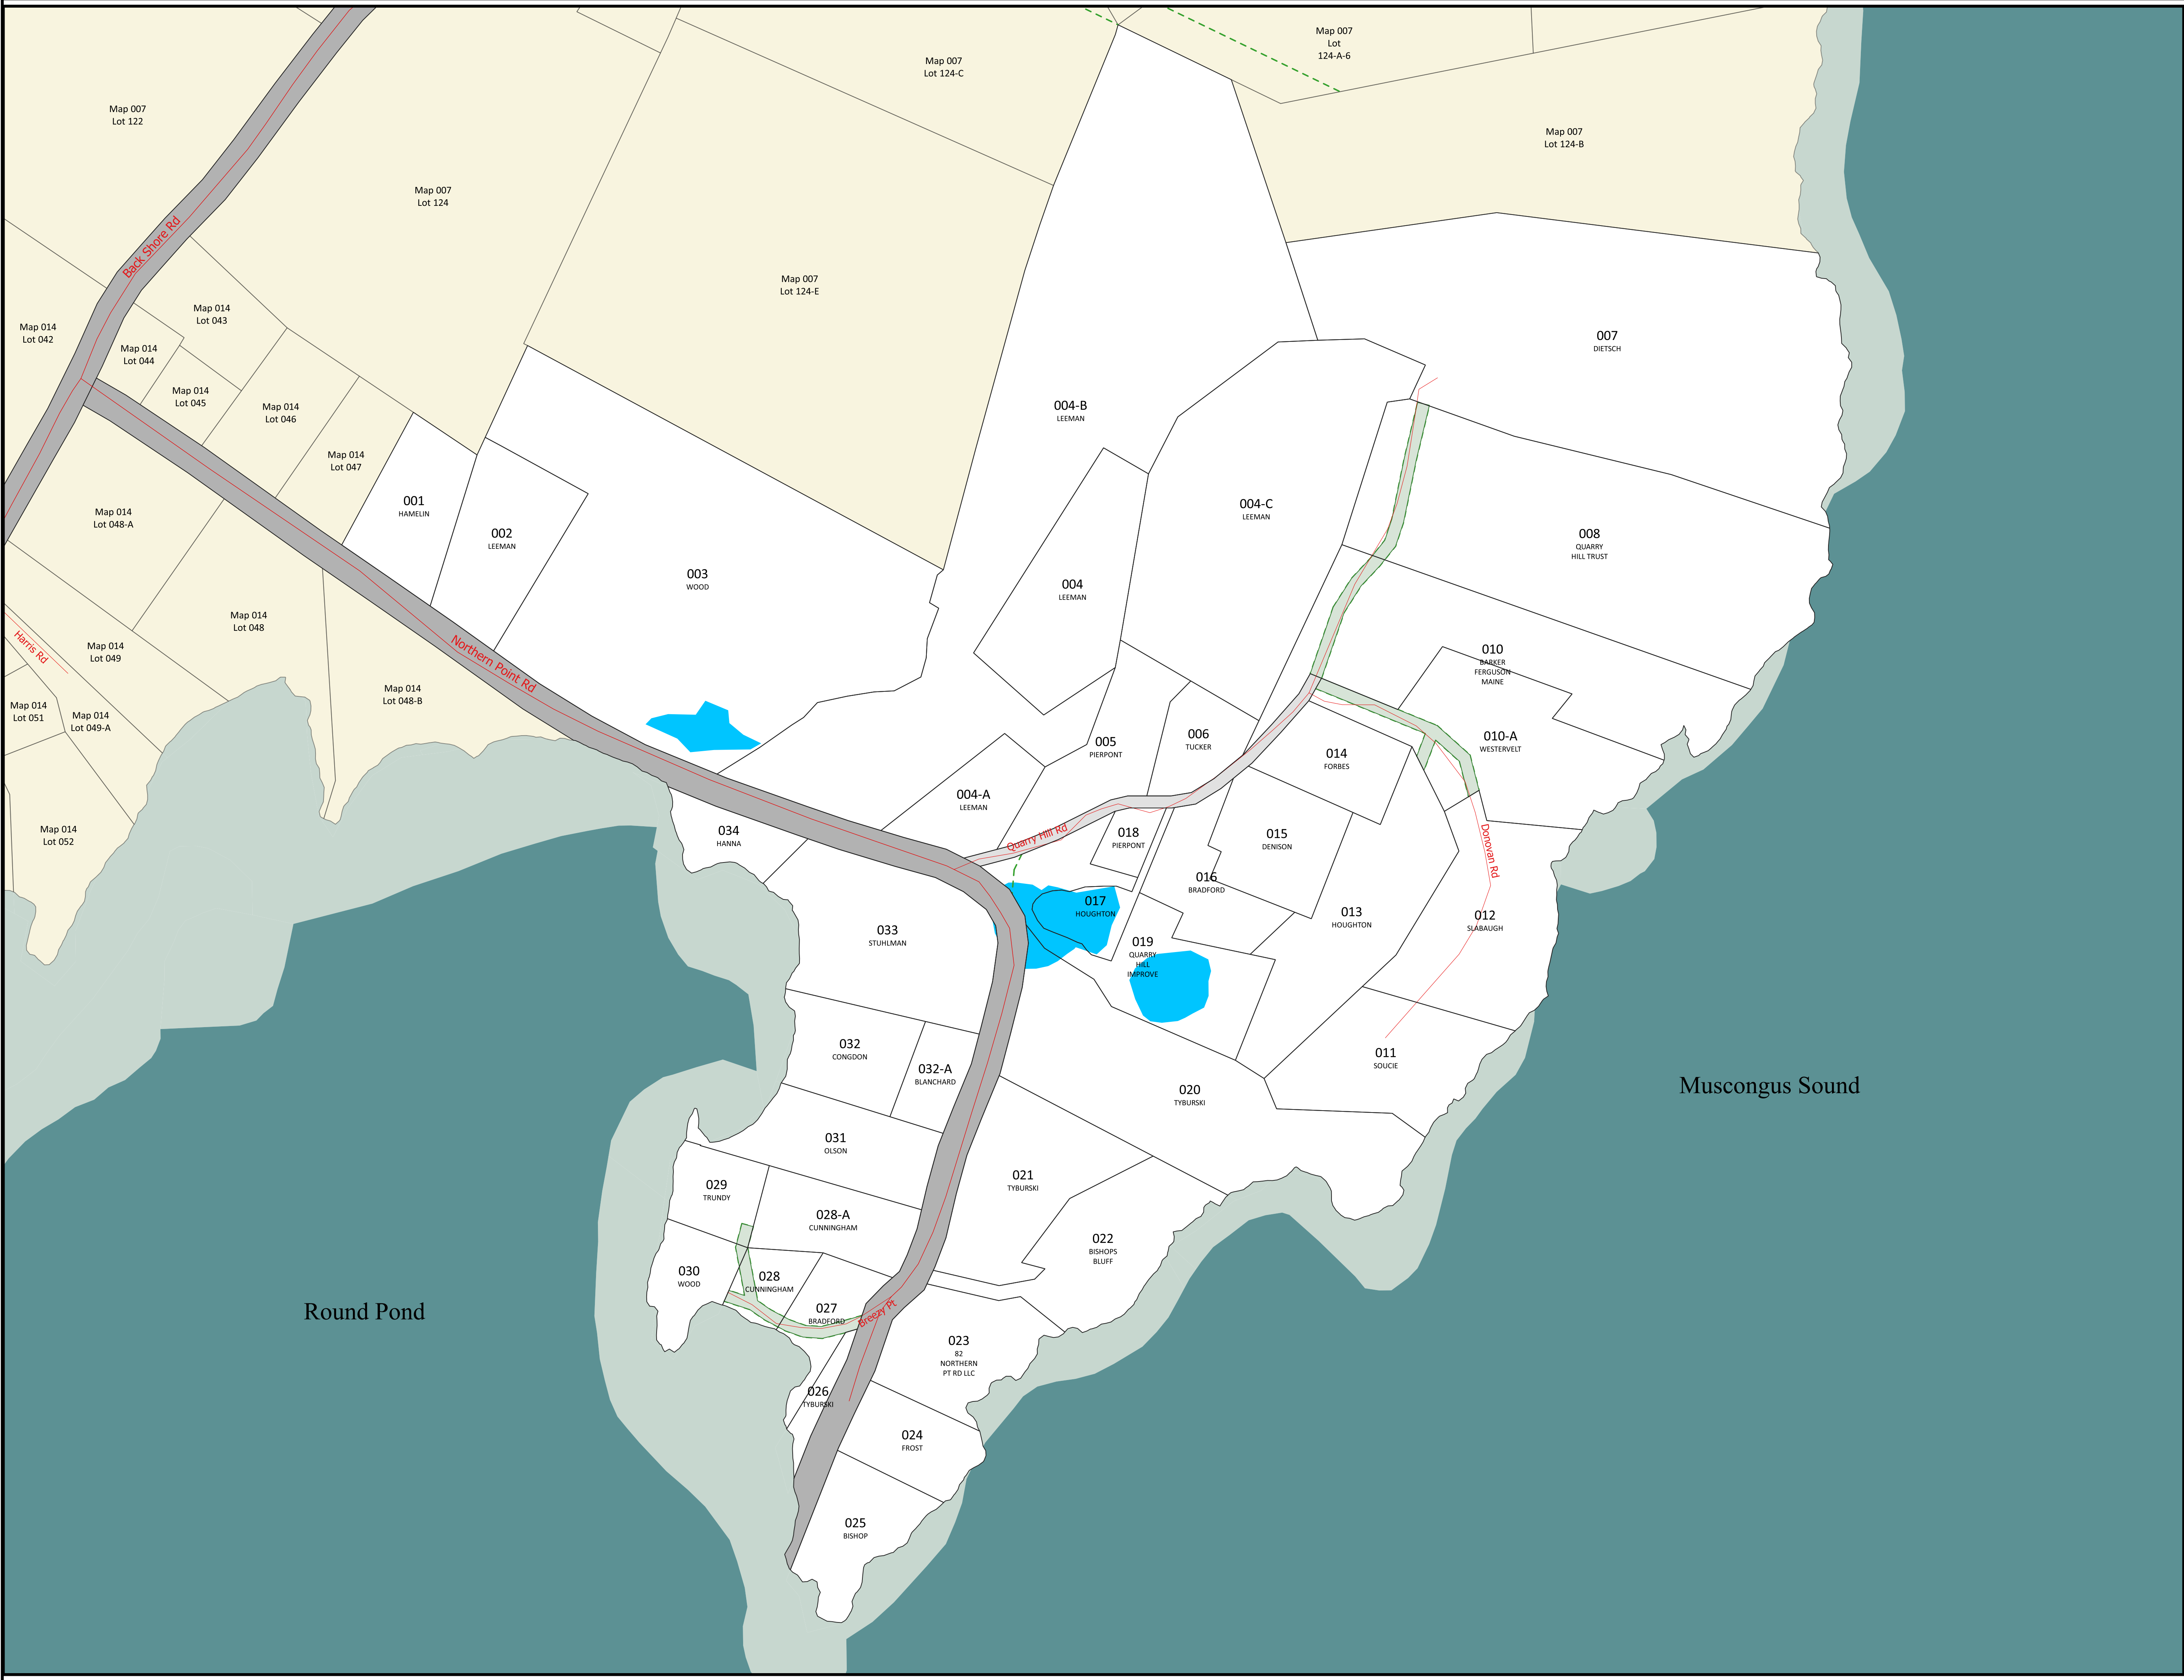 Map 007
Lot
124-A-6
Map 007
Lot 124-C
Map 007
Lot 122
Map 007
Lot 124-B
Map 007
Lot 124
Back Shore Rd
Map 007
Lot 124-E
Map 014
Lot 043
Map 014
Lot 042
Map 014
Lot 044
007
DIETSCH
Map 014
Lot 045
Map 014
Lot 046
004-B
LEEMAN
Map 014
Lot 047
001
HAMELIN
004-C
LEEMAN
Map 014
Lot 048-A
002
LEEMAN
008
QUARRY
HILL TRUST
003
WOOD
004
LEEMAN
Map 014
Lot 048
Harris Rd
Map 014
Lot 049
Northern Point Rd
010
BARKER
FERGUSON
MAINE
Map 014
Lot 048-B
Map 014
Lot 051
Map 014
Lot 049-A
005
PIERPONT
006
TUCKER
010-A
WESTERVELT
014
FORBES
004-A
LEEMAN
Map 014
Lot 052
034
HANNA
Quarry Hill Rd
018
PIERPONT
015
DENISON
Donovan Rd
016
BRADFORD
017
HOUGHTON
013
HOUGHTON
012
SLABAUGH
033
STUHLMAN
019
QUARRY
HILL
IMPROVE
032
CONGDON
032-A
BLANCHARD
011
SOUCIE
Muscongus Sound
020
TYBURSKI
031
OLSON
021
TYBURSKI
029
TRUNDY
028-A
CUNNINGHAM
022
BISHOPS
BLUFF
030
WOOD
028
CUNNINGHAM
Round Pond
027
BRADFORD
Breezy Pt
023
82
NORTHERN
PT RD LLC
026
TYBURSKI
024
FROST
025
BISHOP